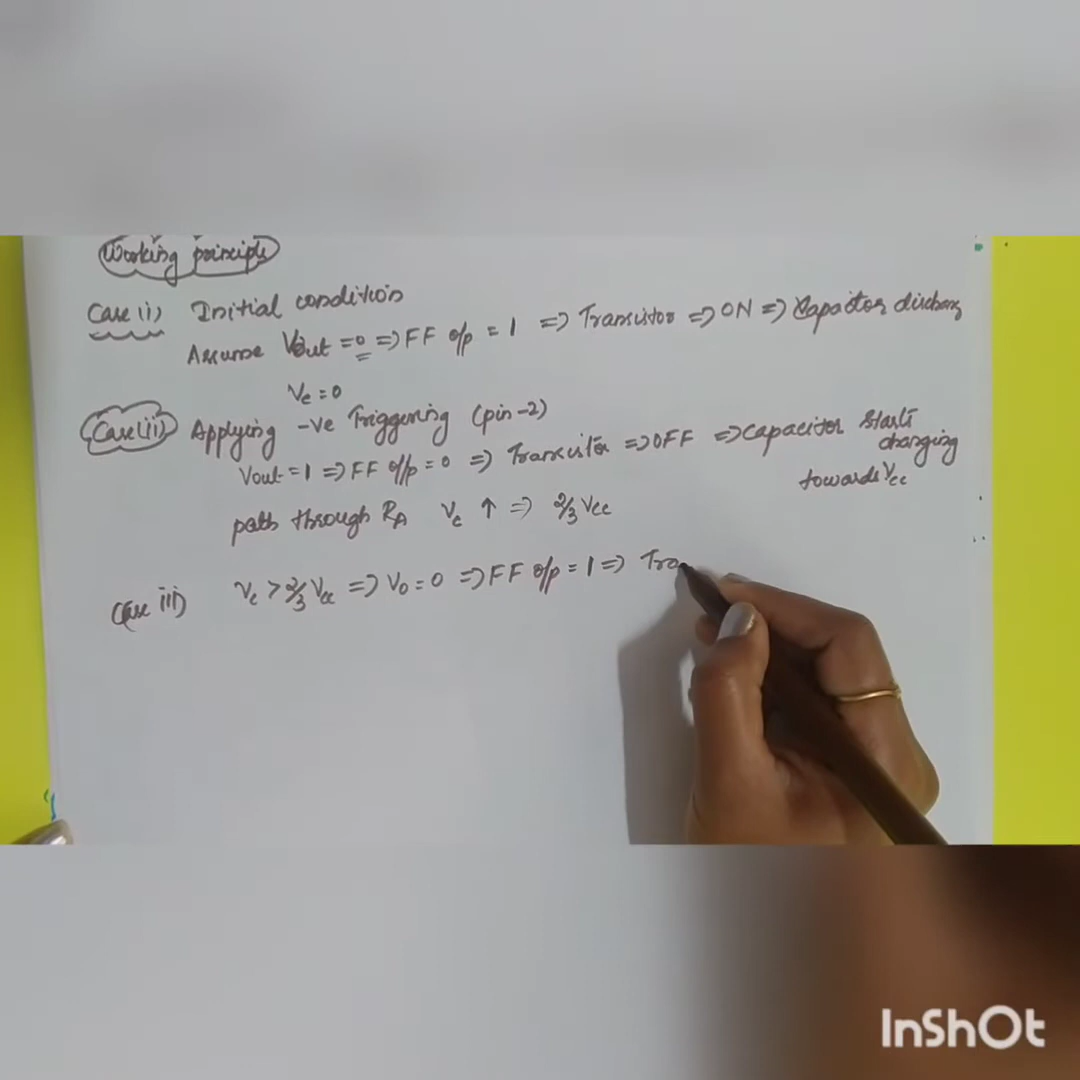 Working principle
Case (i) Initial condition
Assume Vout = 0 => FF o/p = 1 => Transistor => ON => Capacitor discharg
Vc = 0
Case (ii) Applying -ve Triggering (pin-2)
Vout = 1 => FF o/p = 0 => Transistor => OFF => Capacitor starts charging
towards Vcc
path through RA Vc ↑ => 2/3 Vcc
Case iii) Vc > 2/3 Vcc => V0 = 0 => FF o/p = 1 => Tra
InShOt